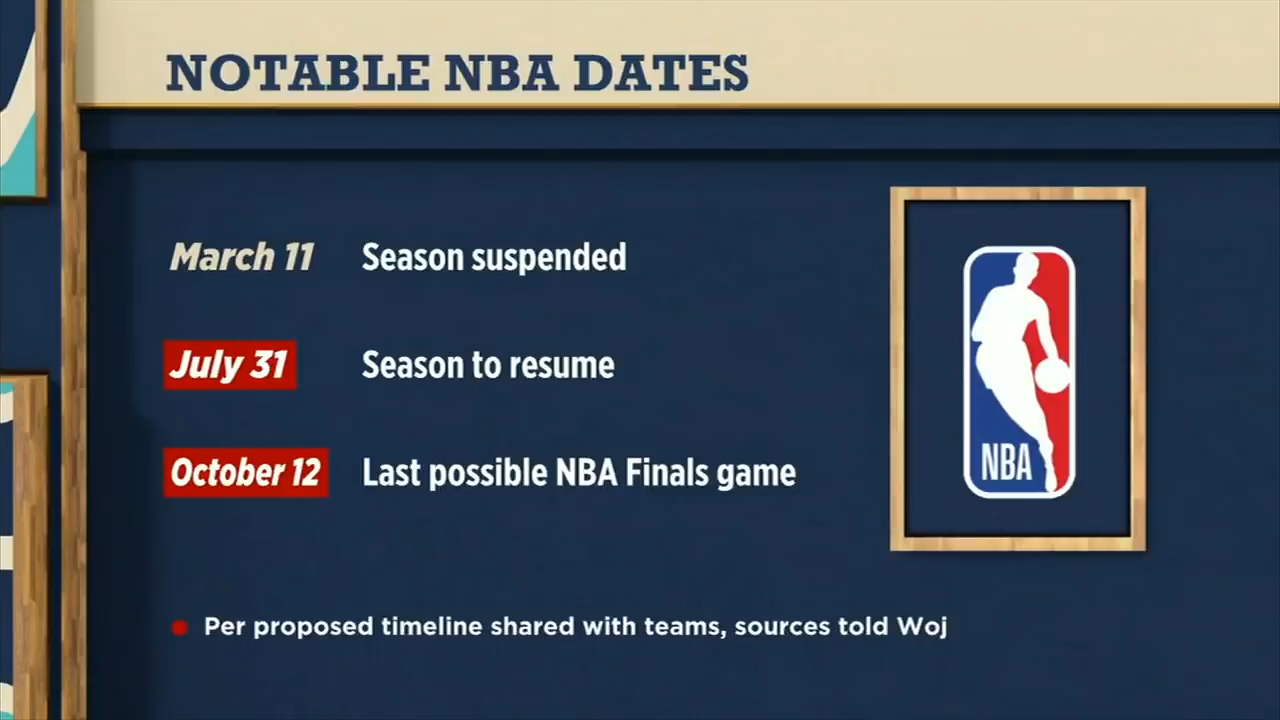 NOTABLE NBA DATES
March 11 Season suspended
July 31 Season to resume
October 12 Last possible NBA Finals game
NBA
Per proposed timeline shared with teams, sources told Woj